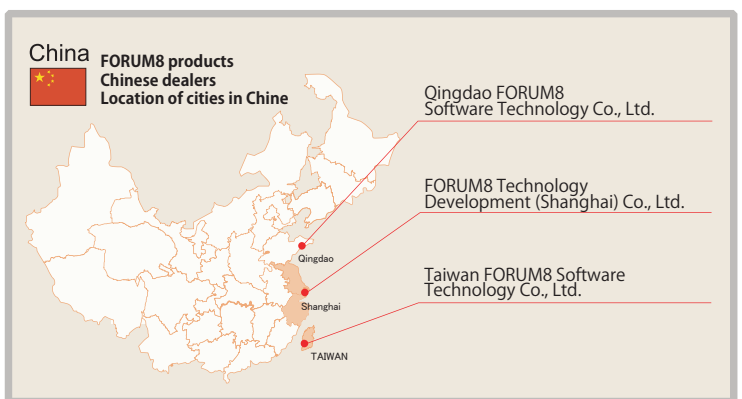 China
FORUM8 products
Chinese dealers
Location of cities in Chine
Qingdao FORUM8
Software Technology Co., Ltd.
FORUM8 Technology
Development (Shanghai) Co., Ltd.
Taiwan FORUM8 Software
Technology Co., Ltd.
Qingdao
Shanghai
TAIWAN